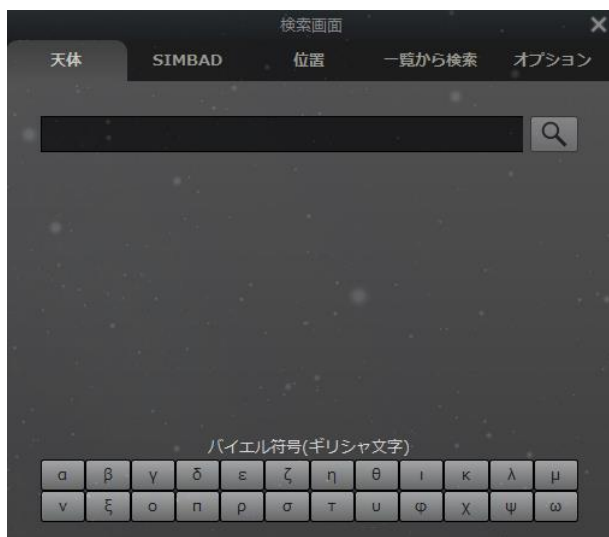 検索画面
天体 SIMBAD 位置 一覧から検索 オプション
バイエル符号(ギリシャ文字)
α β γ δ ε ζ η θ ι κ λ μ
ν ξ ο π ρ σ τ υ φ χ ψ ω